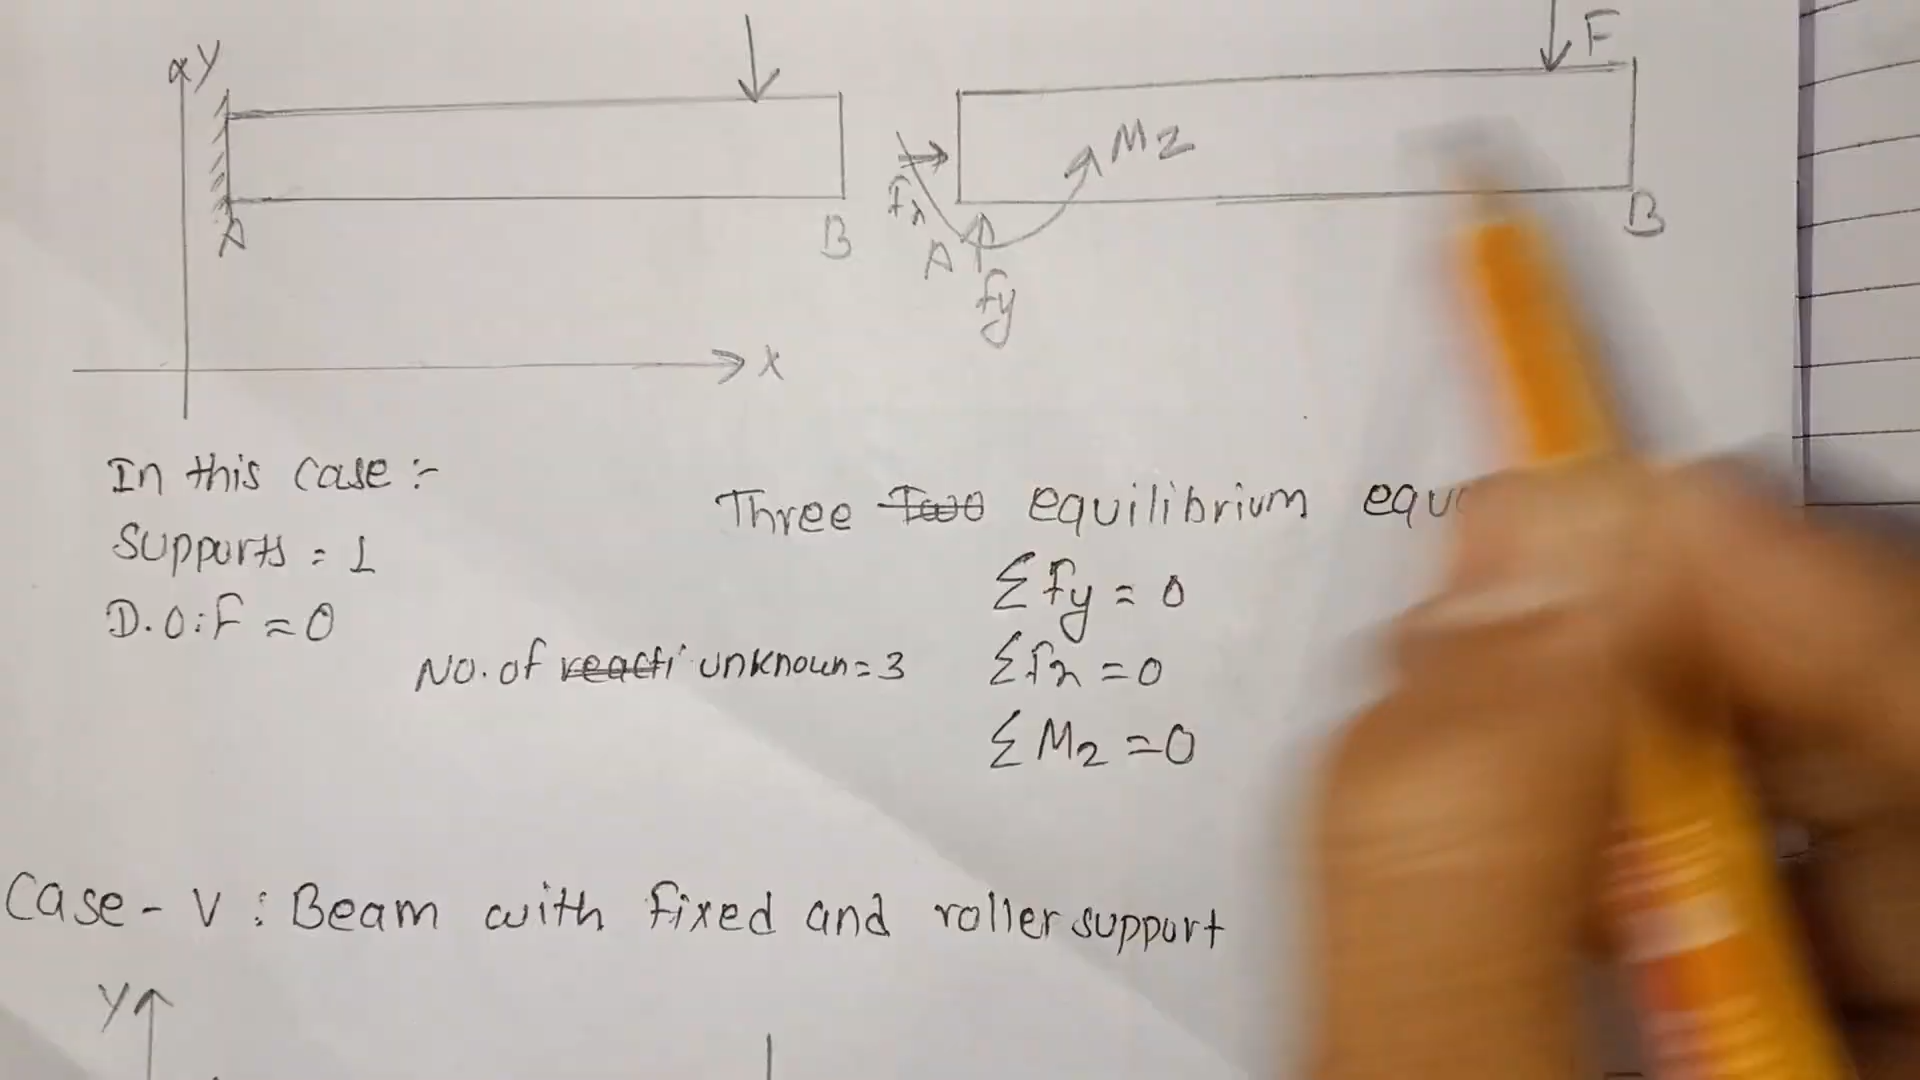 Y
F
Mz
fx
A
B
A
B
fy
X
In this case :-
Supports = 1
D.O.F = 0
Three Two equilibrium equ
Σfy = 0
No. of reacti unknown = 3
Σfx = 0
ΣMz = 0
Case - V : Beam with fixed and roller support
Y